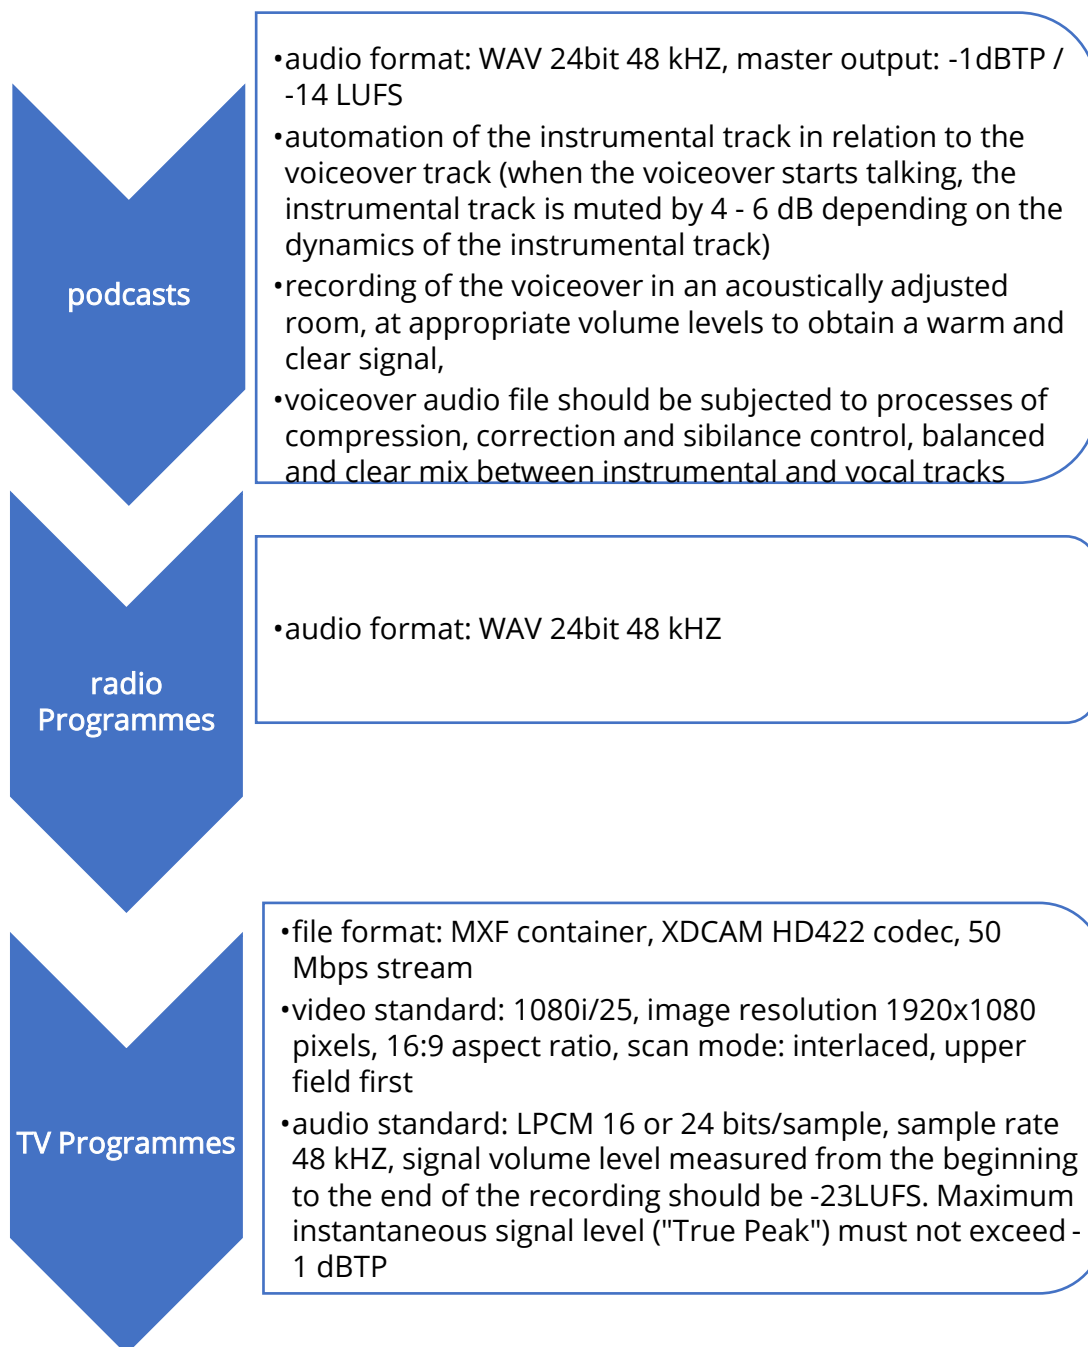 podcasts
•audio format: WAV 24bit 48 kHZ, master output: -1dBTP /
-14 LUFS
•automation of the instrumental track in relation to the
voiceover track (when the voiceover starts talking, the
instrumental track is muted by 4 - 6 dB depending on the
dynamics of the instrumental track)
•recording of the voiceover in an acoustically adjusted
room, at appropriate volume levels to obtain a warm and
clear signal,
•voiceover audio file should be subjected to processes of
compression, correction and sibilance control, balanced
and clear mix between instrumental and vocal tracks
radio
Programmes
•audio format: WAV 24bit 48 kHZ
TV Programmes
•file format: MXF container, XDCAM HD422 codec, 50
Mbps stream
•video standard: 1080i/25, image resolution 1920x1080
pixels, 16:9 aspect ratio, scan mode: interlaced, upper
field first
•audio standard: LPCM 16 or 24 bits/sample, sample rate
48 kHZ, signal volume level measured from the beginning
to the end of the recording should be -23LUFS. Maximum
instantaneous signal level ("True Peak") must not exceed -
1 dBTP